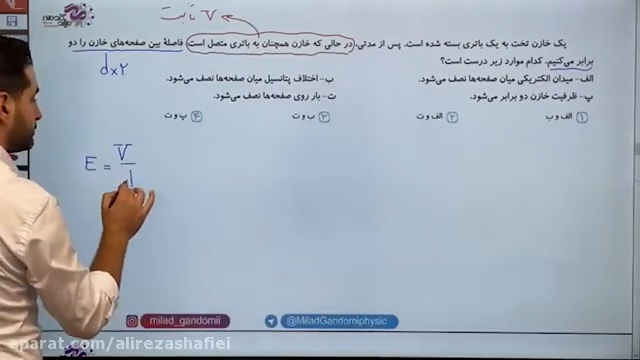 V ثابت
یک خازن تخت به یک باتری بسته شده است. پس از مدتی، در حالی که خازن همچنان به باتری متصل است فاصلهٔ بین صفحه‌های خازن را دو
برابر می‌کنیم. کدام موارد زیر درست است؟
d×۲
الف- میدان الکتریکی میان صفحه‌ها نصف می‌شود.
ب- اختلاف پتانسیل میان صفحه‌ها نصف می‌شود.
پ- ظرفیت خازن دو برابر می‌شود.
ت- بار روی صفحه‌ها نصف می‌شود.
۱) الف و ب
۲) الف و ت
۳) ب و ت
۴) پ و ت
E = V
milad_gandomii
@MiladGandomiphysic
aparat.com/alirezashafiei